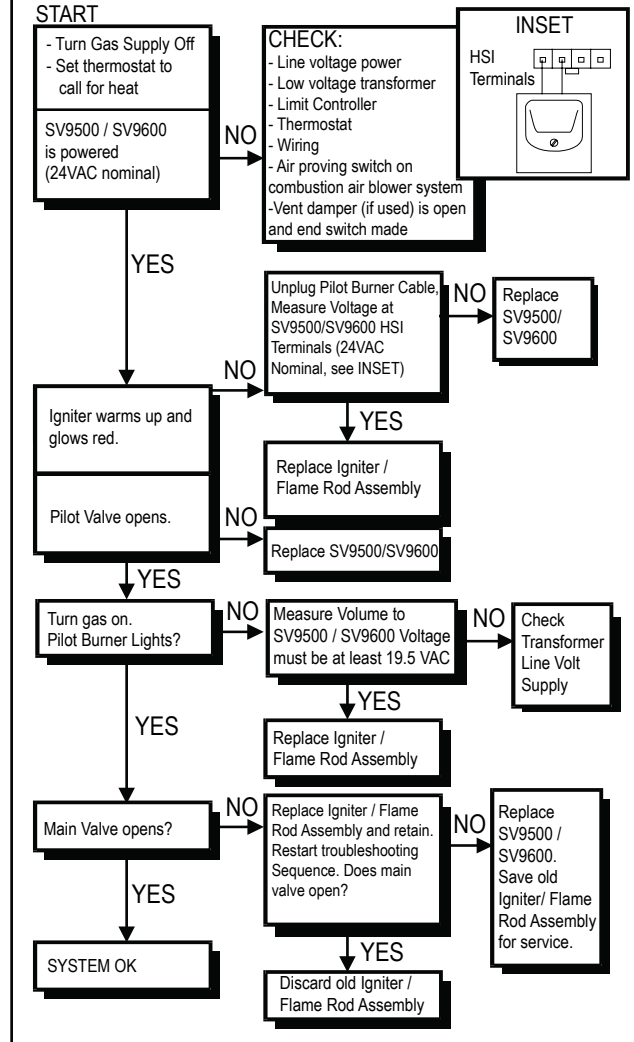 START
- Turn Gas Supply Off
- Set thermostat to
call for heat
SV9500 / SV9600
is powered
(24VAC nominal)
NO
CHECK:
- Line voltage power
- Low voltage transformer
- Limit Controller
- Thermostat
- Wiring
- Air proving switch on
combustion air blower system
-Vent damper (if used) is open
and end switch made
INSET
HSI
Terminals
YES
Igniter warms up and
glows red.
NO
Unplug Pilot Burner Cable,
Measure Voltage at
SV9500/SV9600 HSI
Terminals (24VAC
Nominal, see INSET)
NO
Replace
SV9500/
SV9600
YES
Replace Igniter /
Flame Rod Assembly
Pilot Valve opens.
NO
Replace SV9500/SV9600
YES
Turn gas on.
Pilot Burner Lights?
NO
Measure Volume to
SV9500 / SV9600 Voltage
must be at least 19.5 VAC
NO
Check
Transformer
Line Volt
Supply
YES
Replace Igniter /
Flame Rod Assembly
YES
Main Valve opens?
NO
Replace Igniter / Flame
Rod Assembly and retain.
Restart troubleshooting
Sequence. Does main
valve open?
NO
Replace
SV9500 /
SV9600.
Save old
Igniter/ Flame
Rod Assembly
for service.
YES
Discard old Igniter /
Flame Rod Assembly
YES
SYSTEM OK